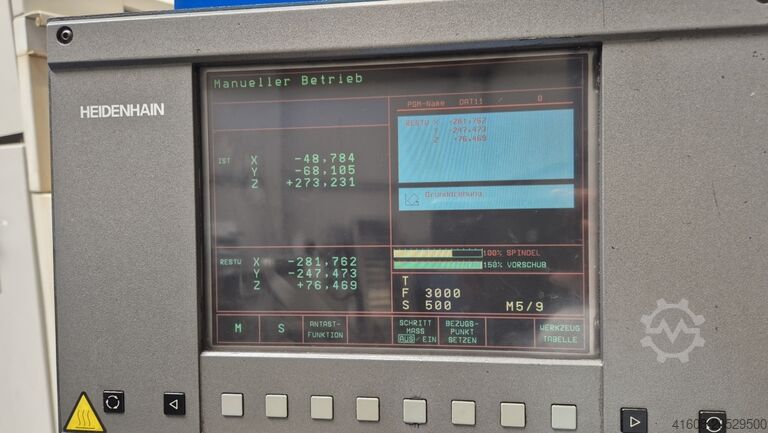 HEIDENHAIN
Manueller Betrieb
PGM-Name DAT11 / 0
RESTW X -281,762
Y -247,473
Z +76,469
Grunddrehung
IST X -48,784
Y -68,105
Z +273,231
RESTW X -281,762
Y -247,473
Z +76,469
100% SPINDEL
150% VORSCHUB
T
F 3000
S 500 M5/9
M S ANTAST-
FUNKTION
SCHRITT
MASS
AUS/EIN
BEZUGS-
PUNKT
SETZEN
WERKZEUG
TABELLE